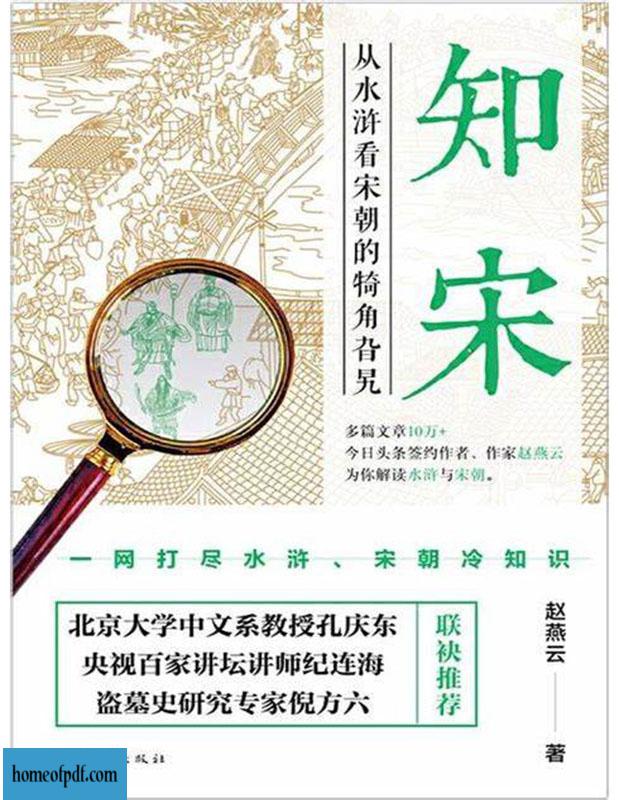 知宋
从水浒看宋朝的犄角旮旯
多篇文章10万+
今日头条签约作者、作家赵燕云
为你解读水浒与宋朝。
一网打尽水浒、宋朝冷知识
北京大学中文系教授孔庆东
央视百家讲坛讲师纪连海
盗墓史研究专家倪方六
联袂推荐
赵燕云——著
出版社
homeofpdf.com